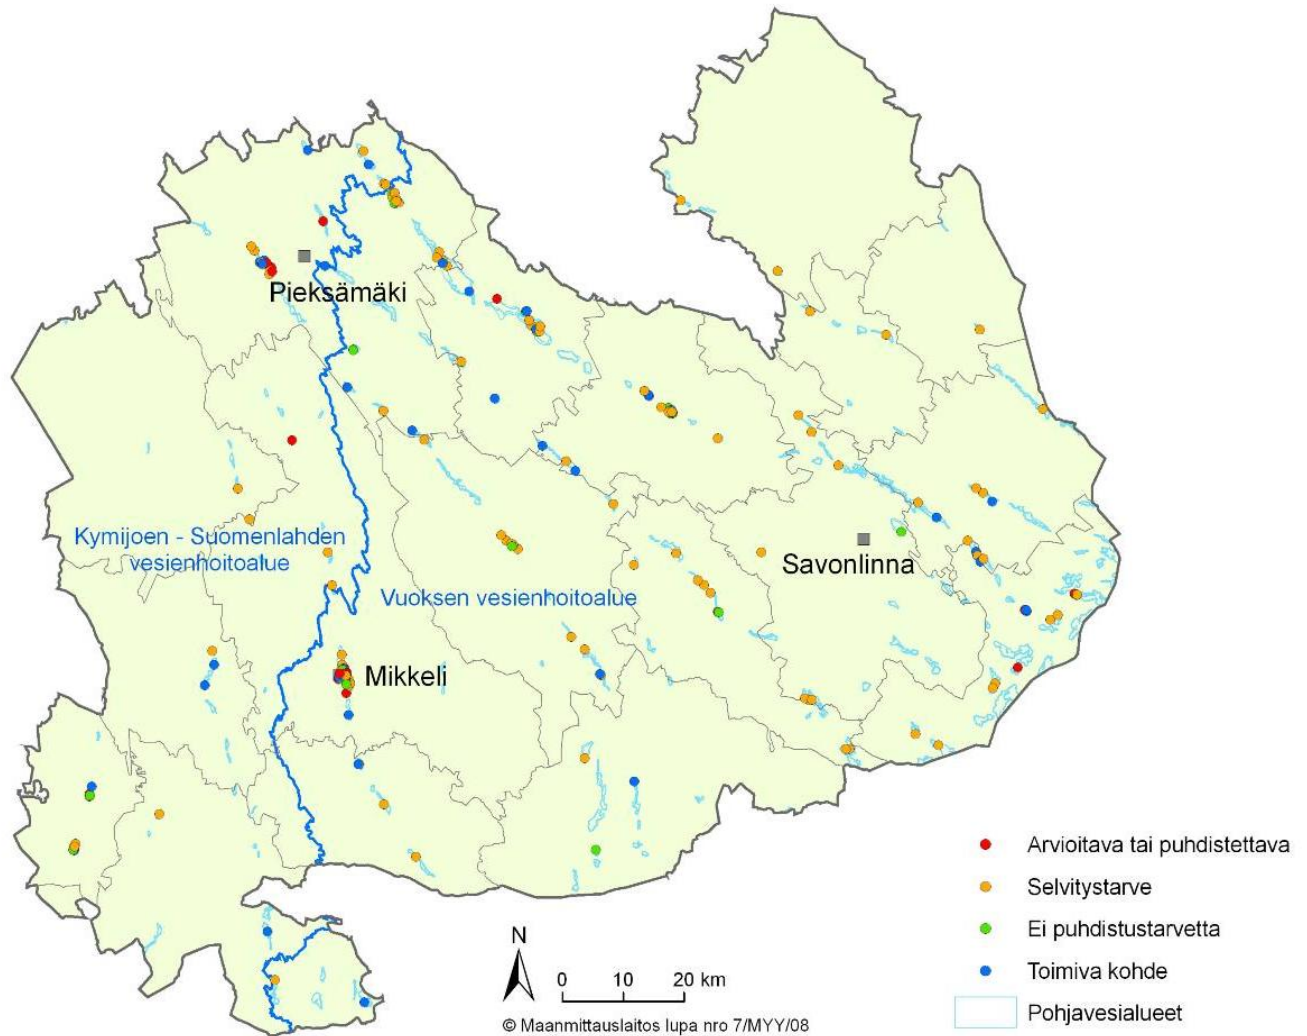 Pieksämäki
Kymijoen - Suomenlahden
vesienhoitoalue
Vuoksen vesienhoitoalue
Savonlinna
Mikkeli
Arvioitava tai puhdistettava
Selvitystarve
Ei puhdistustarvetta
Toimiva kohde
Pohjavesialueet
N
0 10 20 km
© Maanmittauslaitos lupa nro 7/MYY/08